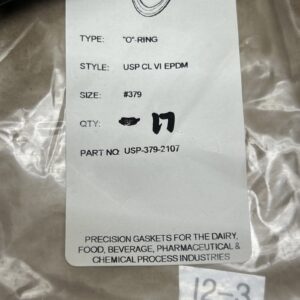 TYPE: "O"-RING
STYLE: USP CL VI EPDM
SIZE: #379
QTY: 17
PART NO: USP-379-2107
PRECISION GASKETS FOR THE DAIRY,
FOOD, BEVERAGE, PHARMACEUTICAL &
CHEMICAL PROCESS INDUSTRIES
12-3